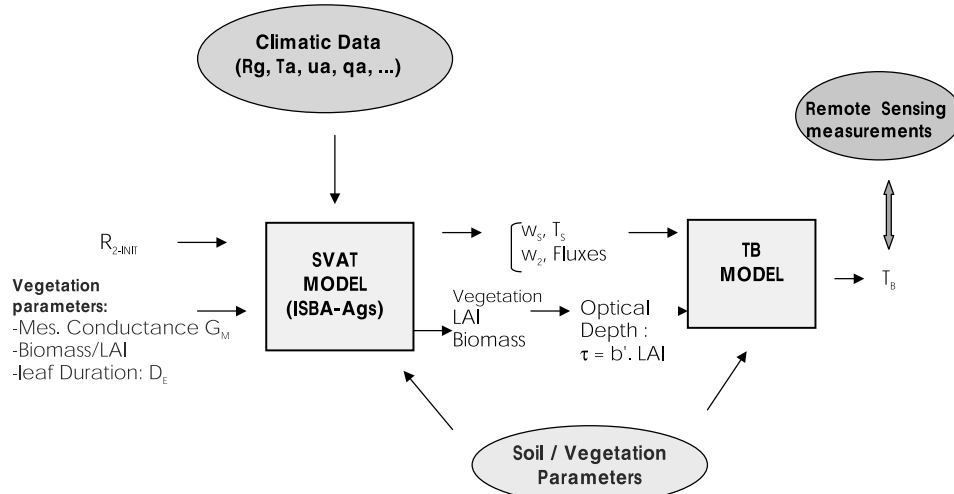 Climatic Data
(Rg, Ta, ua, qa, ...)
Remote Sensing
measurements
R2-INIT
SVAT
MODEL
(ISBA-Ags)
wS, TS
w2, Fluxes
TB
MODEL
TB
Vegetation
parameters:
-Mes. Conductance GM
-Biomass/LAI
-leaf Duration: DE
Vegetation
LAI
Biomass
Optical
Depth :
τ = b'. LAI
Soil / Vegetation
Parameters